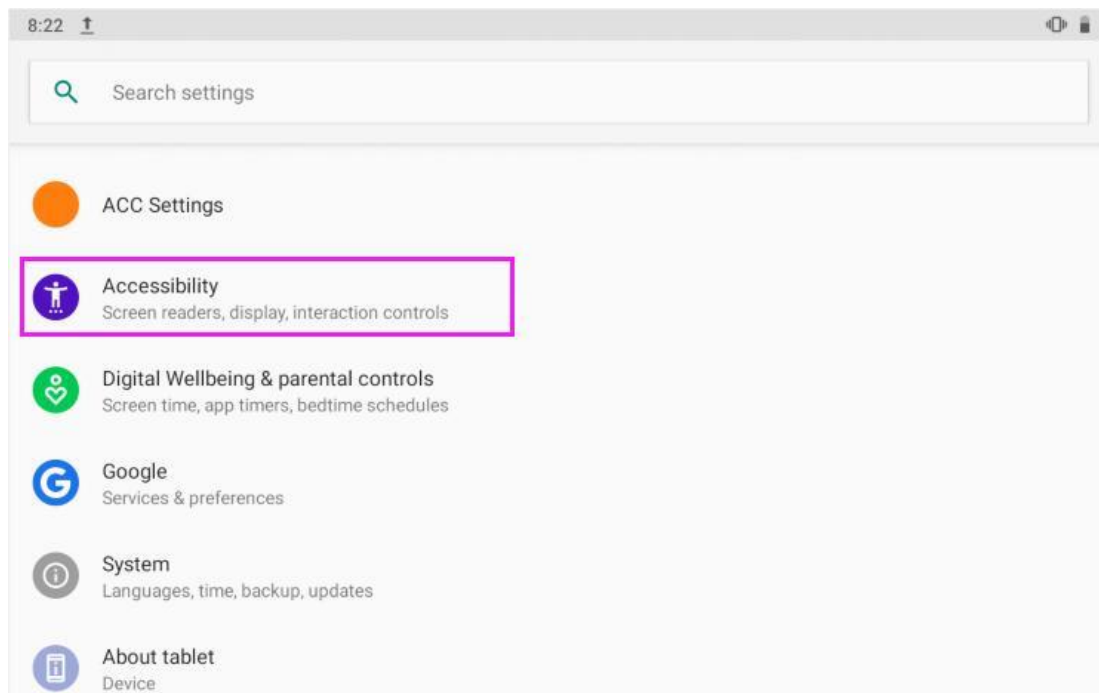 8:22
Search settings
ACC Settings
Accessibility
Screen readers, display, interaction controls
Digital Wellbeing & parental controls
Screen time, app timers, bedtime schedules
Google
Services & preferences
System
Languages, time, backup, updates
About tablet
Device